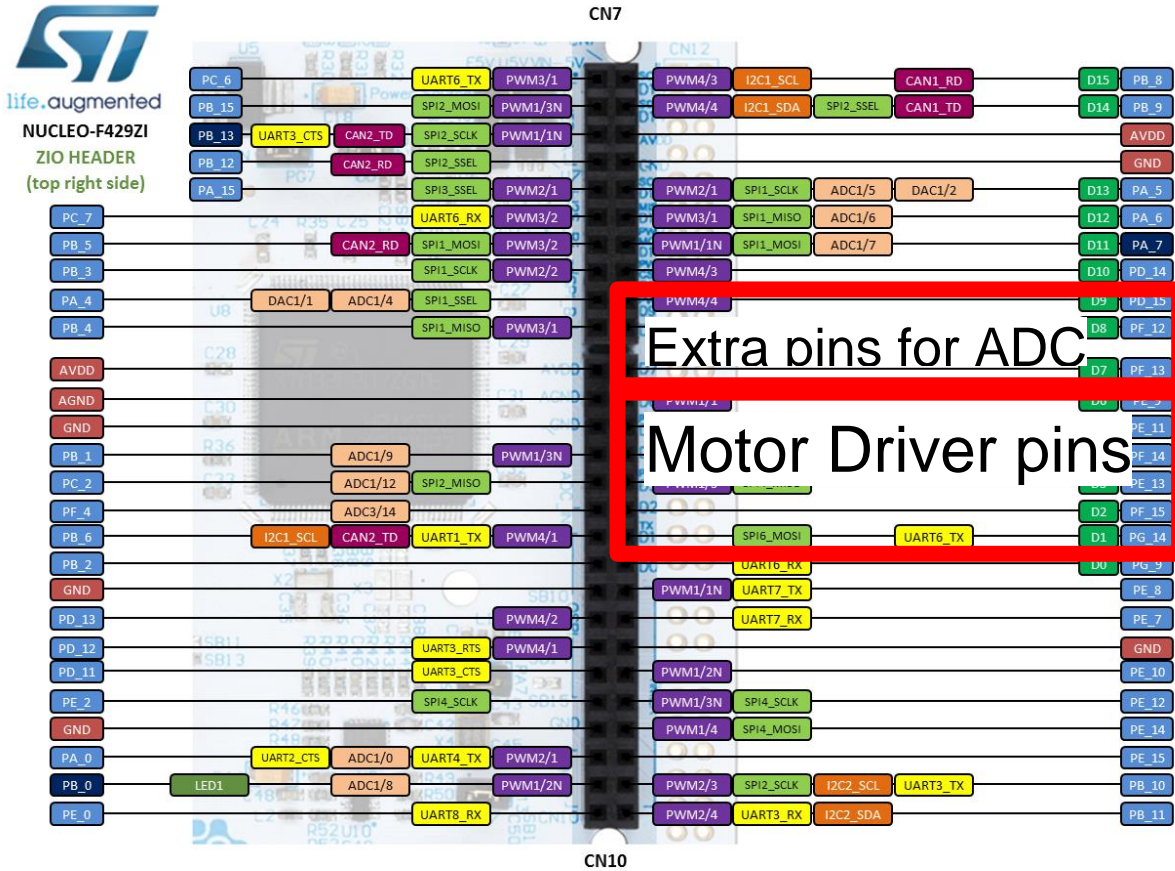 CN7
life.augmented
NUCLEO-F429ZI
ZIO HEADER
(top right side)
PC_6 UART6_TX PWM3/1 PWM4/3 I2C1_SCL CAN1_RD D15 PB_8
PB_15 SPI2_MOSI PWM1/3N PWM4/4 I2C1_SDA SPI2_SSEL CAN1_TD D14 PB_9
PB_13 UART3_CTS CAN2_TD SPI2_SCLK PWM1/1N AVDD
PB_12 CAN2_RD SPI2_SSEL GND
PA_15 SPI3_SSEL PWM2/1 PWM2/1 SPI1_SCLK ADC1/5 DAC1/2 D13 PA_5
PC_7 UART6_RX PWM3/2 PWM3/1 SPI1_MISO ADC1/6 D12 PA_6
PB_5 CAN2_RD SPI1_MOSI PWM3/2 PWM1/1N SPI1_MOSI ADC1/7 D11 PA_7
PB_3 SPI1_SCLK PWM2/2 PWM4/3 D10 PD_14
PA_4 DAC1/1 ADC1/4 SPI1_SSEL PWM4/4 D9 PD_15
PB_4 SPI1_MISO PWM3/1 D8 PF_12
Extra pins for ADC
AVDD D7 PF_13
AGND PWM1/1 D6 PE_9
GND PE_11
Motor Driver pins
PB_1 ADC1/9 PWM1/3N PF_14
PC_2 ADC1/12 SPI2_MISO PE_13
PF_4 ADC3/14 D2 PF_15
PB_6 I2C1_SCL CAN2_TD UART1_TX PWM4/1 SPI6_MOSI UART6_TX D1 PG_14
PB_2 UART6_RX D0 PG_9
GND PWM1/1N UART7_TX PE_8
PD_13 PWM4/2 UART7_RX PE_7
PD_12 UART3_RTS PWM4/1 GND
PD_11 UART3_CTS PWM1/2N PE_10
PE_2 SPI4_SCLK PWM1/3N SPI4_SCLK PE_12
GND PWM1/4 SPI4_MOSI PE_14
PA_0 UART2_CTS ADC1/0 UART4_TX PWM2/1 PE_15
PB_0 LED1 ADC1/8 PWM1/2N PWM2/3 SPI2_SCLK I2C2_SCL UART3_TX PB_10
PE_0 UART8_RX PWM2/4 UART3_RX I2C2_SDA PB_11
CN10